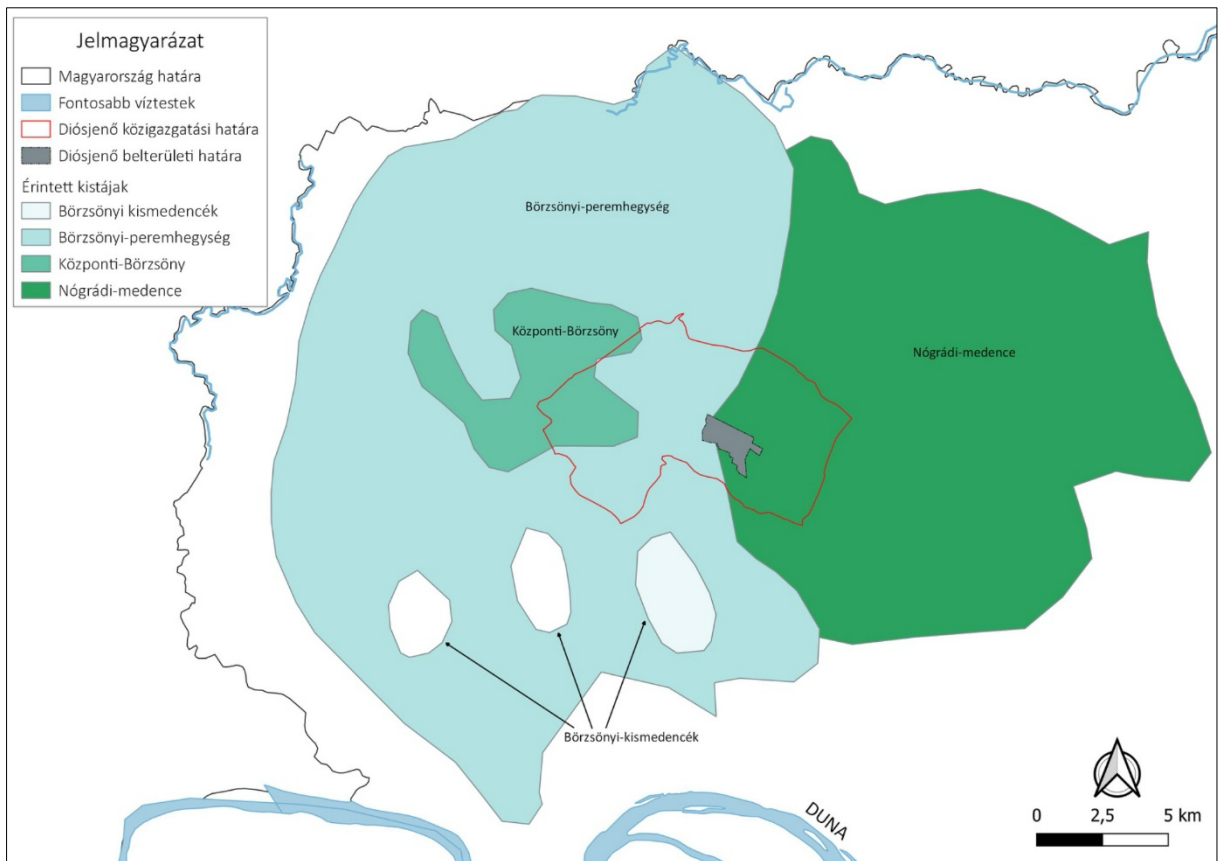 Jelmagyarázat
Magyarország határa
Fontosabb víztestek
Diósjenő közigazgatási határa
Diósjenő belterületi határa
Érintett kistájak
Börzsönyi kismedencék
Börzsönyi-peremhegység
Központi-Börzsöny
Nógrádi-medence
Börzsönyi-peremhegység
Központi-Börzsöny
Nógrádi-medence
Börzsönyi-kismedencék
DUNA
0 2,5 5 km